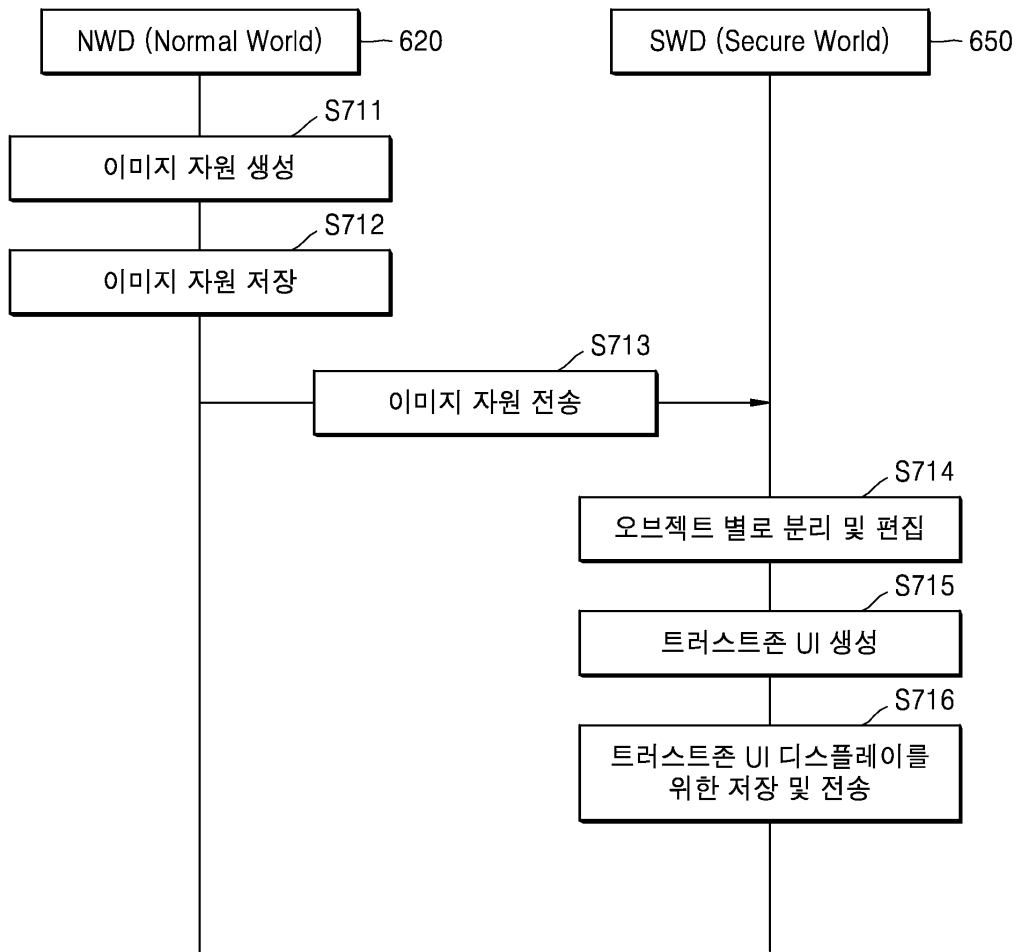 NWD (Normal World)
620
SWD (Secure World)
650
S711
이미지 자원 생성
S712
이미지 자원 저장
S713
이미지 자원 전송
S714
오브젝트 별로 분리 및 편집
S715
트러스트존 UI 생성
S716
트러스트존 UI 디스플레이를
위한 저장 및 전송